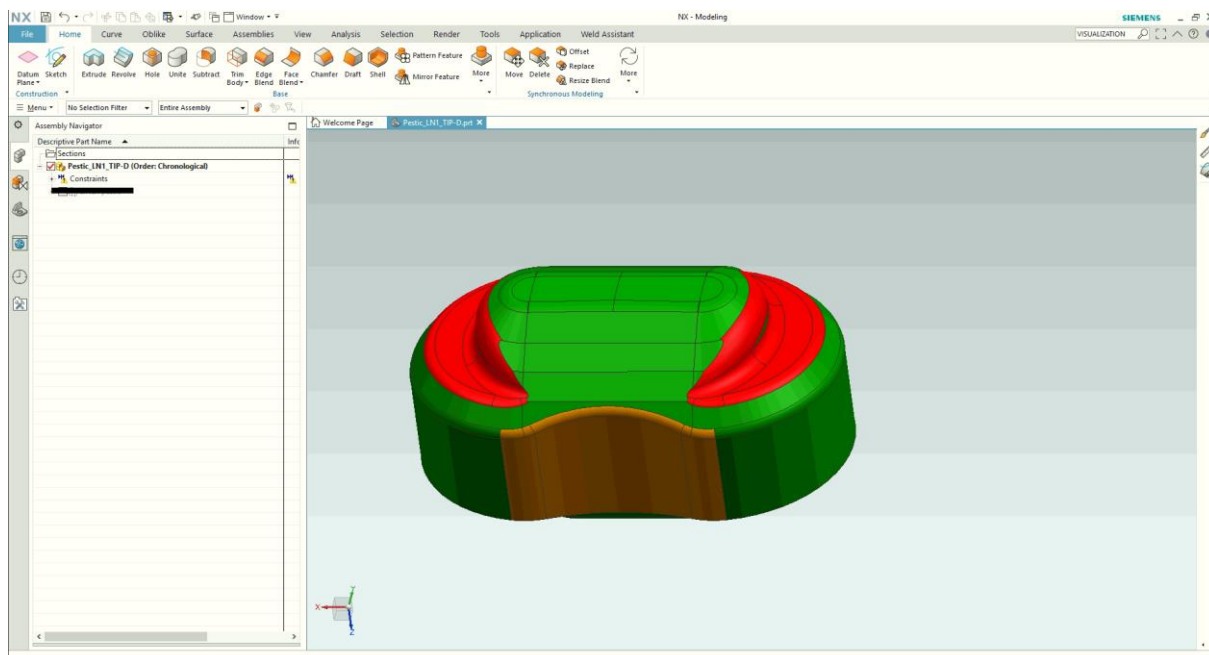 NX Window NX - Modeling SIEMENS
File Home Curve Oblike Surface Assemblies View Analysis Selection Render Tools Application Weld Assistant VISUALIZATION
Datum Plane Sketch Extrude Revolve Hole Unite Subtract Trim Body Edge Blend Face Blend Chamfer Draft Shell Pattern Feature Mirror Feature More Move Delete Offset Replace Resize Blend More
Construction Base Synchronous Modeling
Menu No Selection Filter Entire Assembly
Assembly Navigator Welcome Page Pestic_LN1_TIP-D.prt
Descriptive Part Name Info
Sections
Pestic_LN1_TIP-D (Order: Chronological)
Constraints
Y
X
Z